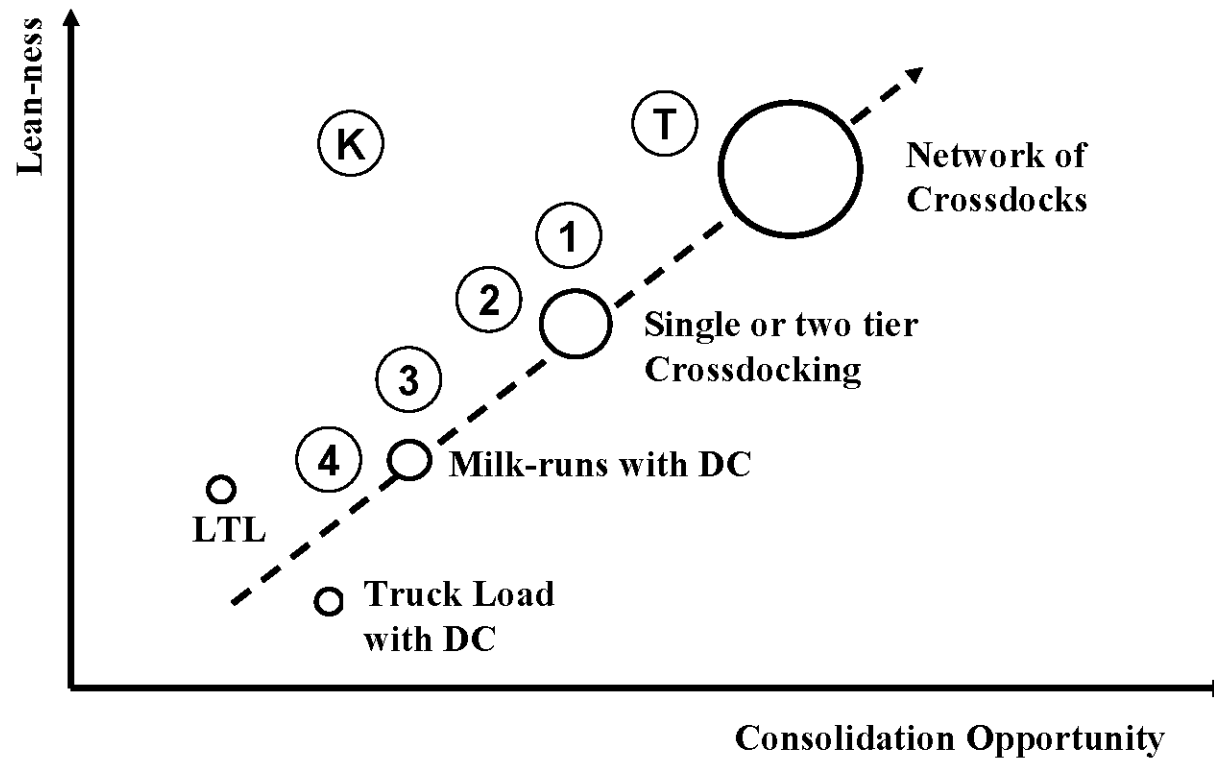 Lean-ness
K
T
Network of
Crossdocks
1
2
Single or two tier
Crossdocking
3
4
Milk-runs with DC
LTL
Truck Load
with DC
Consolidation Opportunity